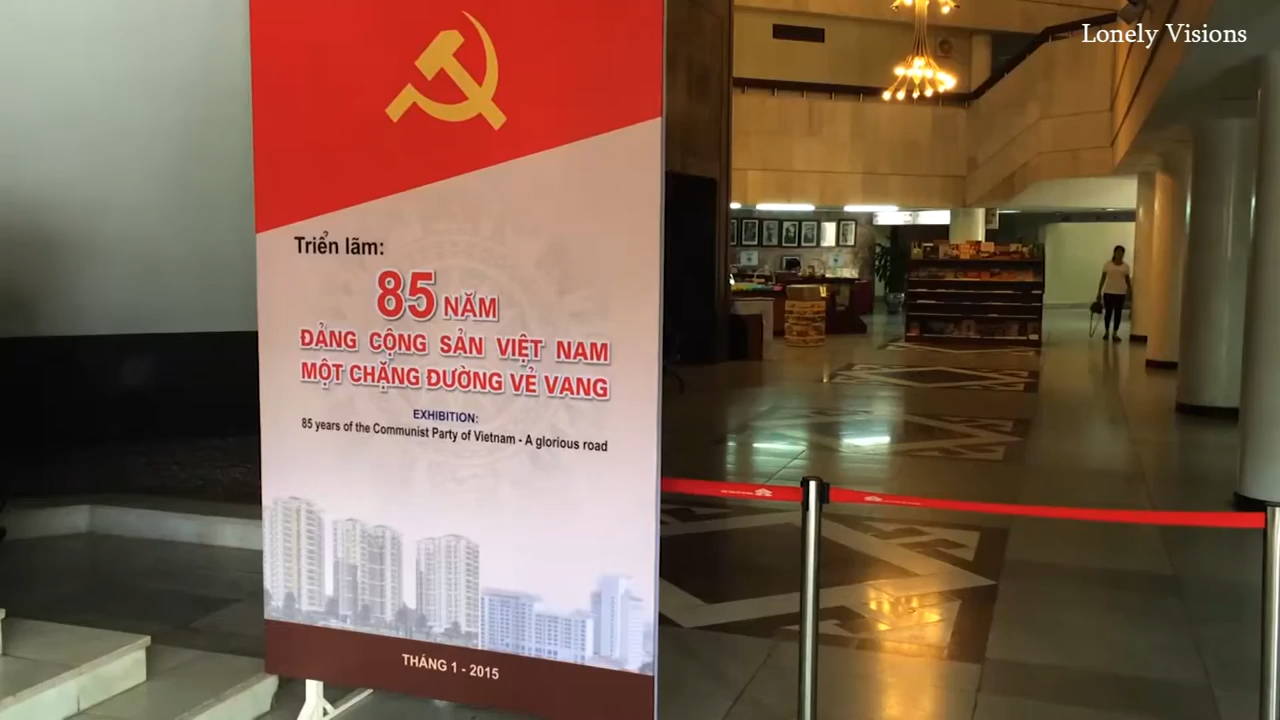 Lonely Visions
Triển lãm:
85 NĂM
ĐẢNG CỘNG SẢN VIỆT NAM
MỘT CHẶNG ĐƯỜNG VẺ VANG
EXHIBITION:
85 years of the Communist Party of Vietnam - A glorious road
THÁNG 1 - 2015